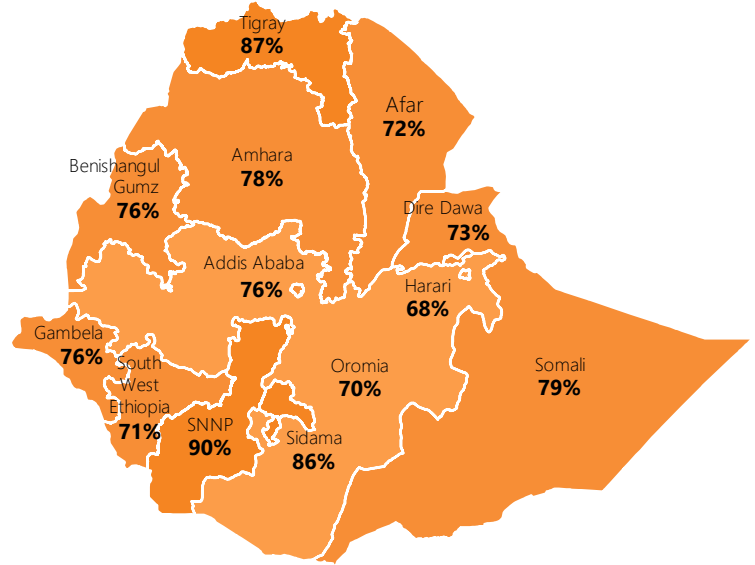 Tigray
87%
Afar
72%
Amhara
78%
Benishangul
Gumz
76%
Dire Dawa
73%
Addis Ababa
76%
Harari
68%
Gambela
76%
South
West
Ethiopia
71%
Oromia
70%
Somali
79%
SNNP
90%
Sidama
86%